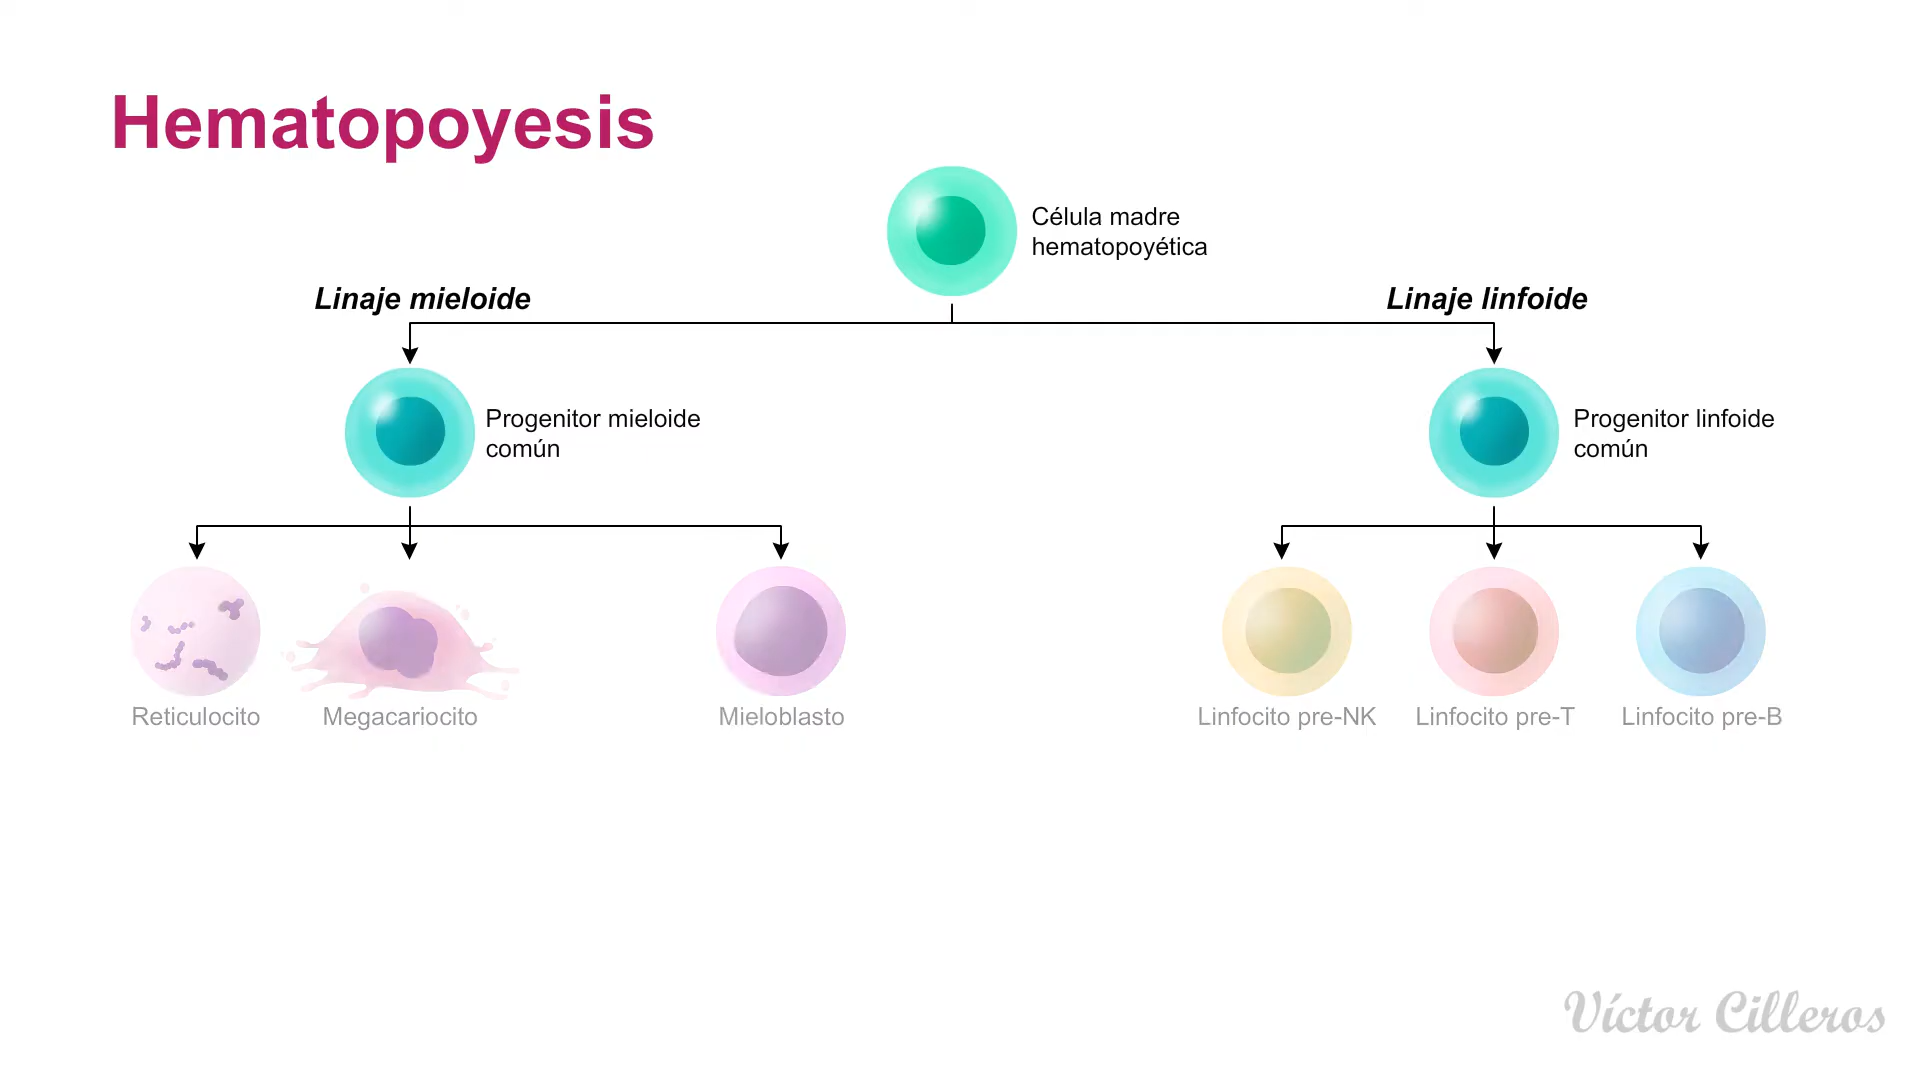 Hematopoyesis
Célula madre
hematopoyética
Linaje mieloide
Linaje linfoide
Progenitor mieloide
común
Progenitor linfoide
común
Reticulocito
Megacariocito
Mieloblasto
Linfocito pre-NK
Linfocito pre-T
Linfocito pre-B
Víctor Cilleros